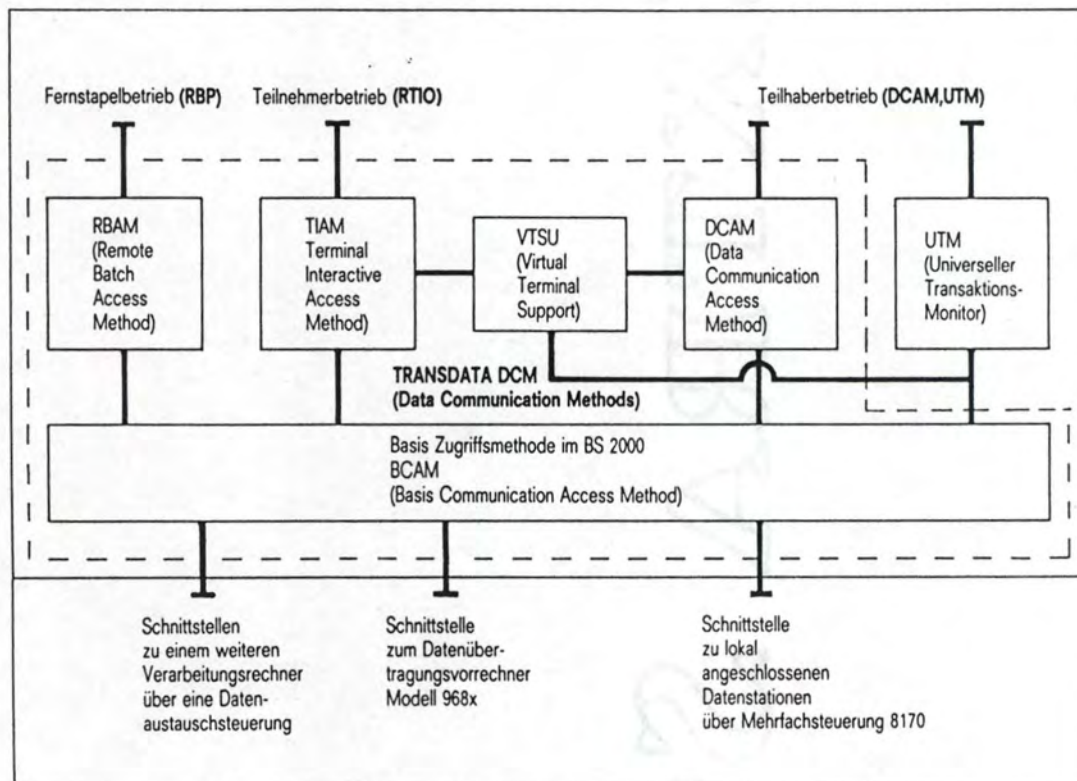 Fernstapelbetrieb (RBP)
Teilnehmerbetrieb (RTIO)
Teilhaberbetrieb (DCAM,UTM)
RBAM
(Remote
Batch
Access
Method)
TIAM
Terminal
Interactive
Access
Method)
VTSU
(Virtual
Terminal
Support)
DCAM
(Data
Communication
Access
Method)
UTM
(Universeller
Transaktions-
Monitor)
TRANSDATA DCM
(Data Communication Methods)
Basis Zugriffsmethode im BS 2000
BCAM
(Basis Communication Access Method)
Schnittstellen
zu einem weiteren
Verarbeitungsrechner
über eine Daten-
austauschsteuerung
Schnittstelle
zum Datenüber-
tragungsvorrechner
Modell 968x
Schnittstelle
zu lokal
angeschlossenen
Datenstationen
über Mehrfachsteuerung 8170